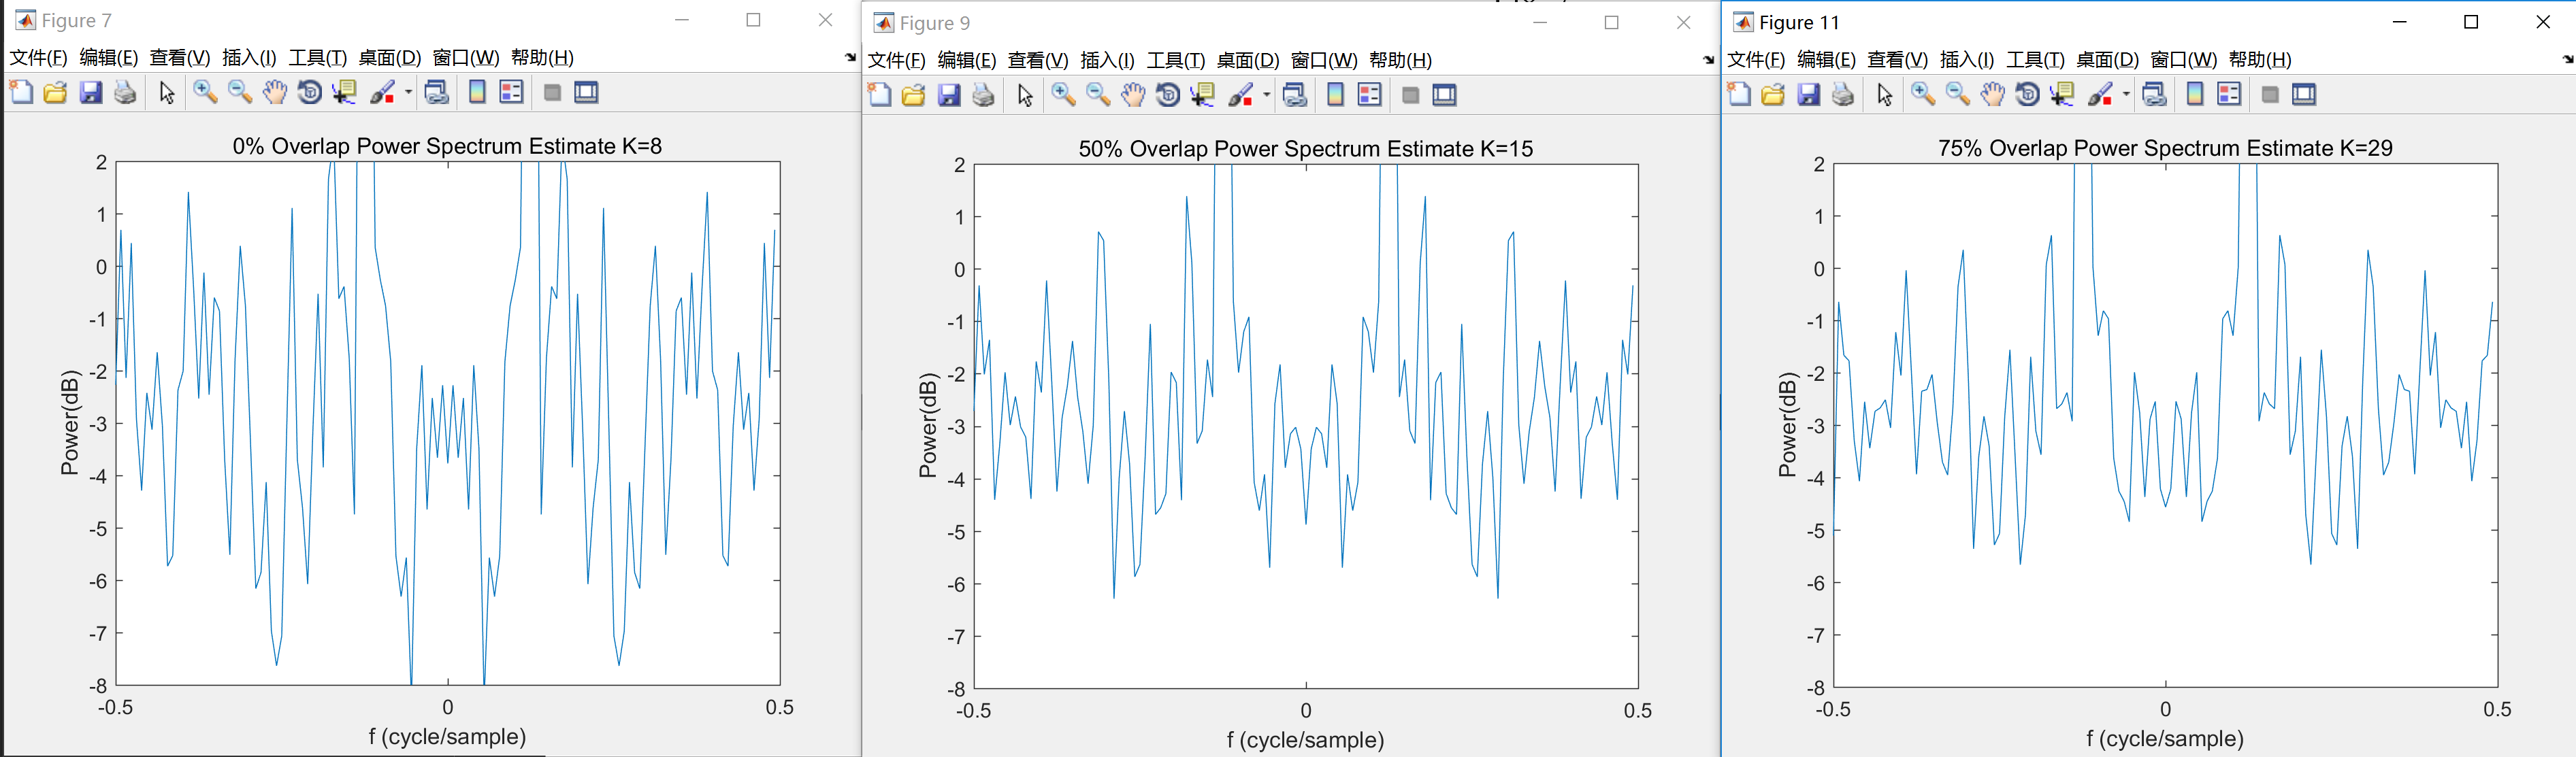 Figure 7
文件(F) 编辑(E) 查看(V) 插入(I) 工具(T) 桌面(D) 窗口(W) 帮助(H)
0% Overlap Power Spectrum Estimate K=8
2
1
0
-1
-2
-3
-4
-5
-6
-7
-8
Power(dB)
-0.5 0 0.5
f (cycle/sample)
Figure 9
文件(F) 编辑(E) 查看(V) 插入(I) 工具(T) 桌面(D) 窗口(W) 帮助(H)
50% Overlap Power Spectrum Estimate K=15
2
1
0
-1
-2
-3
-4
-5
-6
-7
-8
Power(dB)
-0.5 0 0.5
f (cycle/sample)
Figure 11
文件(F) 编辑(E) 查看(V) 插入(I) 工具(T) 桌面(D) 窗口(W) 帮助(H)
75% Overlap Power Spectrum Estimate K=29
2
1
0
-1
-2
-3
-4
-5
-6
-7
-8
Power(dB)
-0.5 0 0.5
f (cycle/sample)